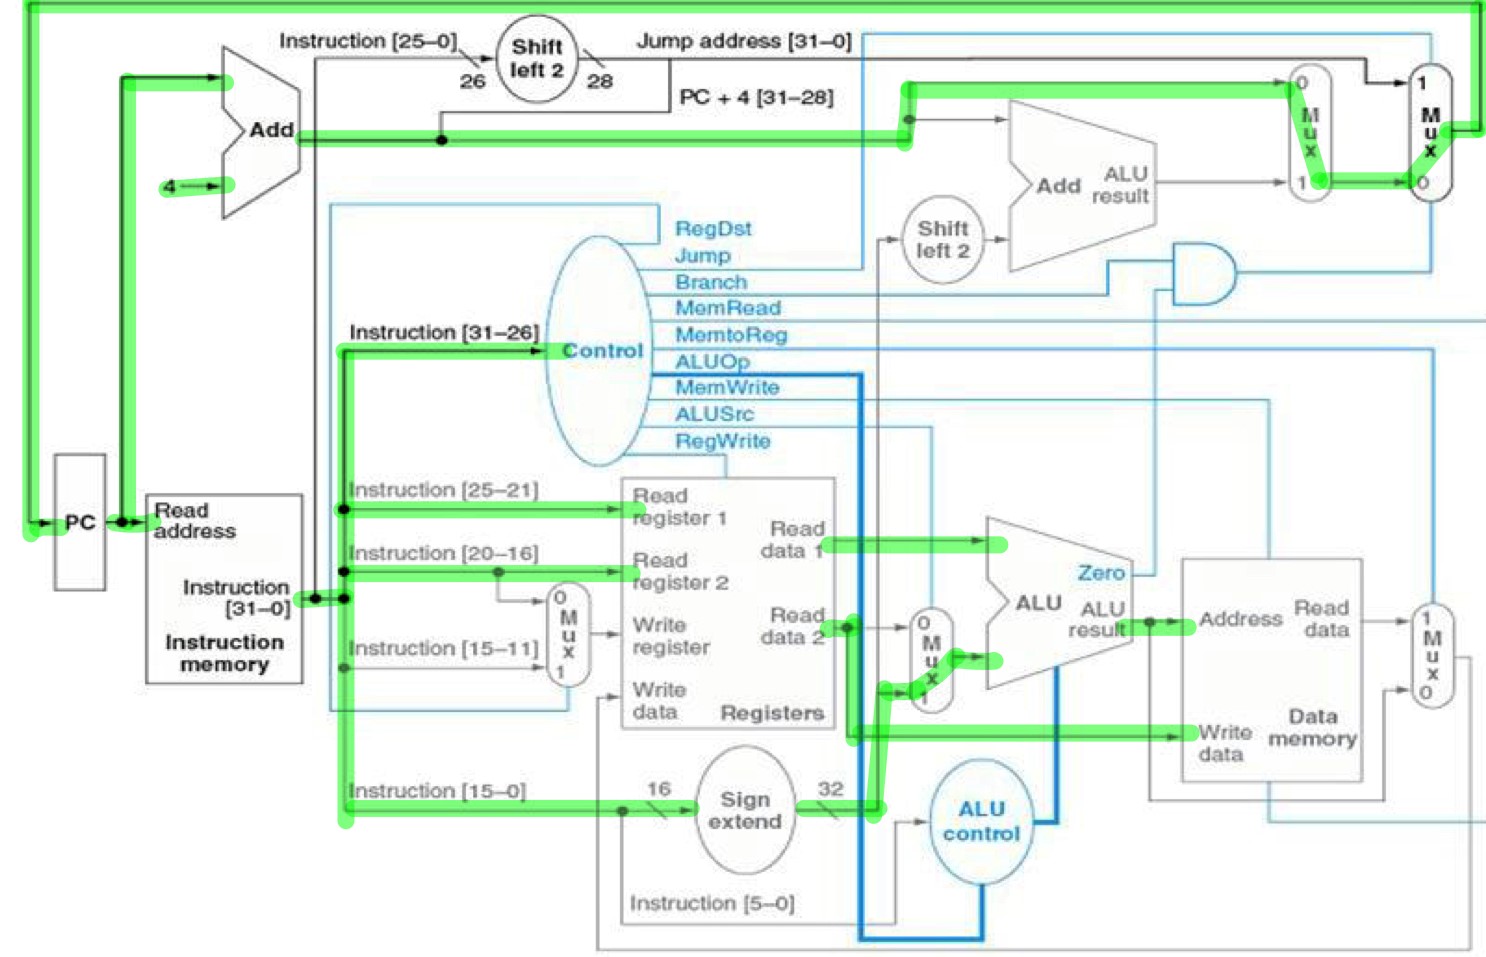 Instruction [25–0]
26
Shift
left 2
28
Jump address [31–0]
PC + 4 [31–28]
Add
4
0
M
u
x
1
1
M
u
x
0
Add
ALU
result
Shift
left 2
RegDst
Jump
Branch
MemRead
MemtoReg
ALUOp
MemWrite
ALUSrc
RegWrite
Instruction [31–26]
Control
PC
Read
address
Instruction
[31–0]
Instruction
memory
Instruction [25–21]
Instruction [20–16]
Instruction [15–11]
0
M
u
x
1
Read
register 1
Read
register 2
Write
register
Write
data
Read
data 1
Read
data 2
Registers
0
M
u
x
1
Zero
ALU
ALU
result
Address
Read
data
Write
data
Data
memory
1
M
u
x
0
Instruction [15–0]
16
Sign
extend
32
ALU
control
Instruction [5–0]